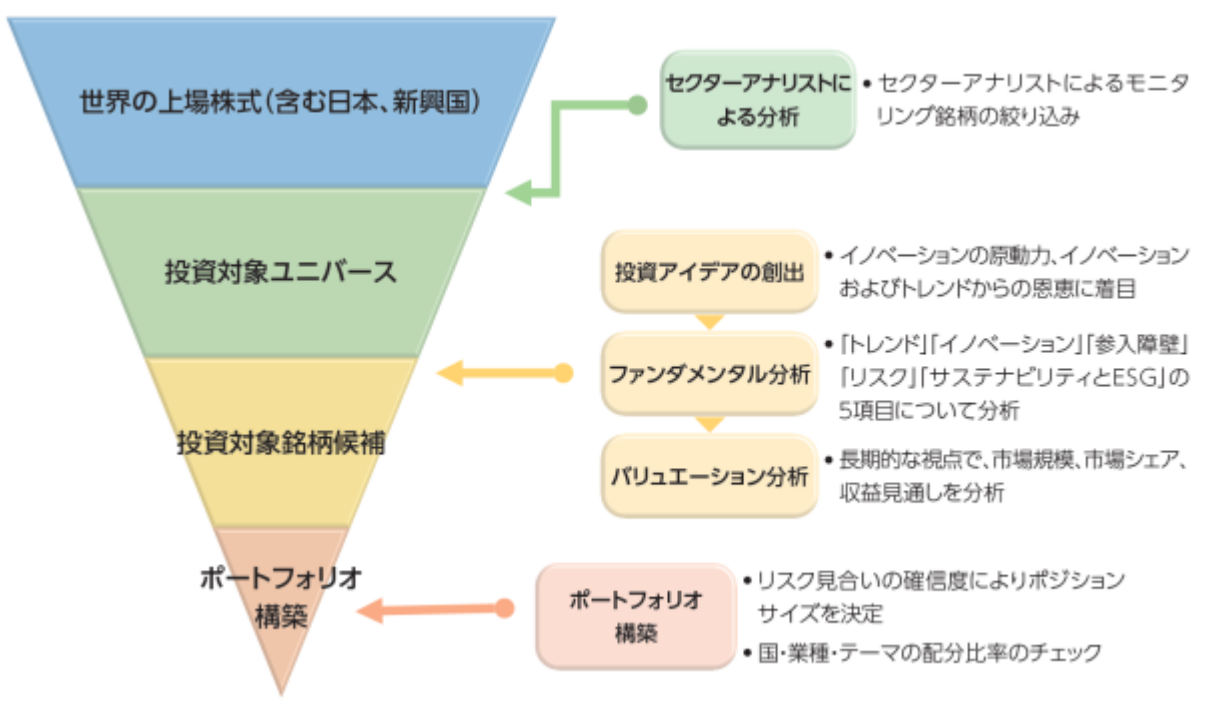 世界の上場株式(含む日本、新興国)
セクターアナリストに
よる分析
• セクターアナリストによるモニタ
リング銘柄の絞り込み
投資対象ユニバース
投資アイデアの創出
• イノベーションの原動力、イノベーション
およびトレンドからの恩恵に着目
ファンダメンタル分析
• 「トレンド」「イノベーション」「参入障壁」
「リスク」「サステナビリティとESG」の
5項目について分析
投資対象銘柄候補
バリュエーション分析
• 長期的な視点で、市場規模、市場シェア、
収益見通しを分析
ポートフォリオ
構築
ポートフォリオ
構築
• リスク見合いの確信度によりポジション
サイズを決定
• 国・業種・テーマの配分比率のチェック